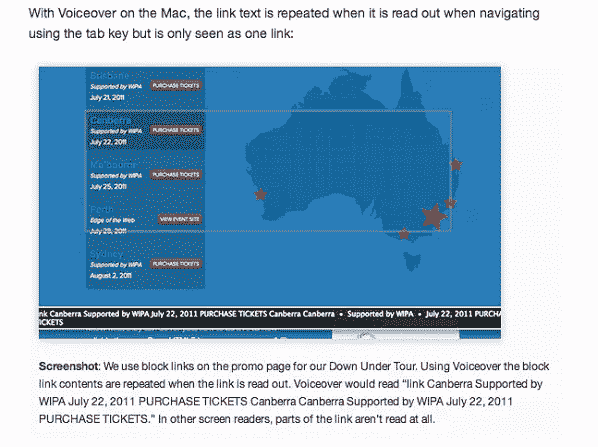 With Voiceover on the Mac, the link text is repeated when it is read out when navigating
using the tab key but is only seen as one link:
Brisbane
Supported by WIPA
PURCHASE TICKETS
July 21, 2011
Canberra
Supported by WIPA
PURCHASE TICKETS
July 22, 2011
Melbourne
Supported by WIPA
PURCHASE TICKETS
July 25, 2011
Perth
Edge of the Web
VIEW EVENT SITE
July 28, 2011
Sydney
Supported by WIPA
PURCHASE TICKETS
August 2, 2011
nk Canberra Supported by WIPA July 22, 2011 PURCHASE TICKETS Canberra Canberra • Supported by WIPA • July 22, 2011 PURCHA
ICKETS
Screenshot: We use block links on the promo page for our Down Under Tour. Using Voiceover the block
link contents are repeated when the link is read out. Voiceover would read “link Canberra Supported by
WIPA July 22, 2011 PURCHASE TICKETS Canberra Canberra Supported by WIPA July 22, 2011
PURCHASE TICKETS.” In other screen readers, parts of the link aren't read at all.